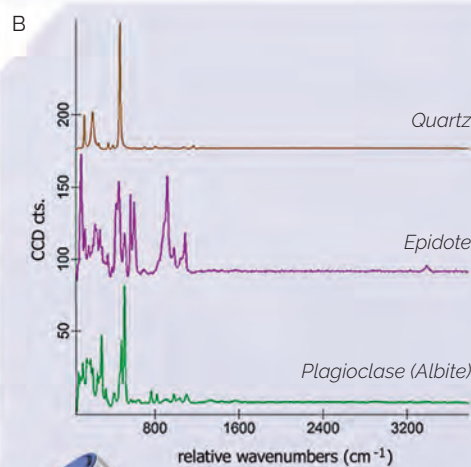 B
Quartz
Epidote
Plagioclase (Albite)
CCD cts.
200
150
100
50
800 1600 2400 3200
relative wavenumbers (cm⁻¹)